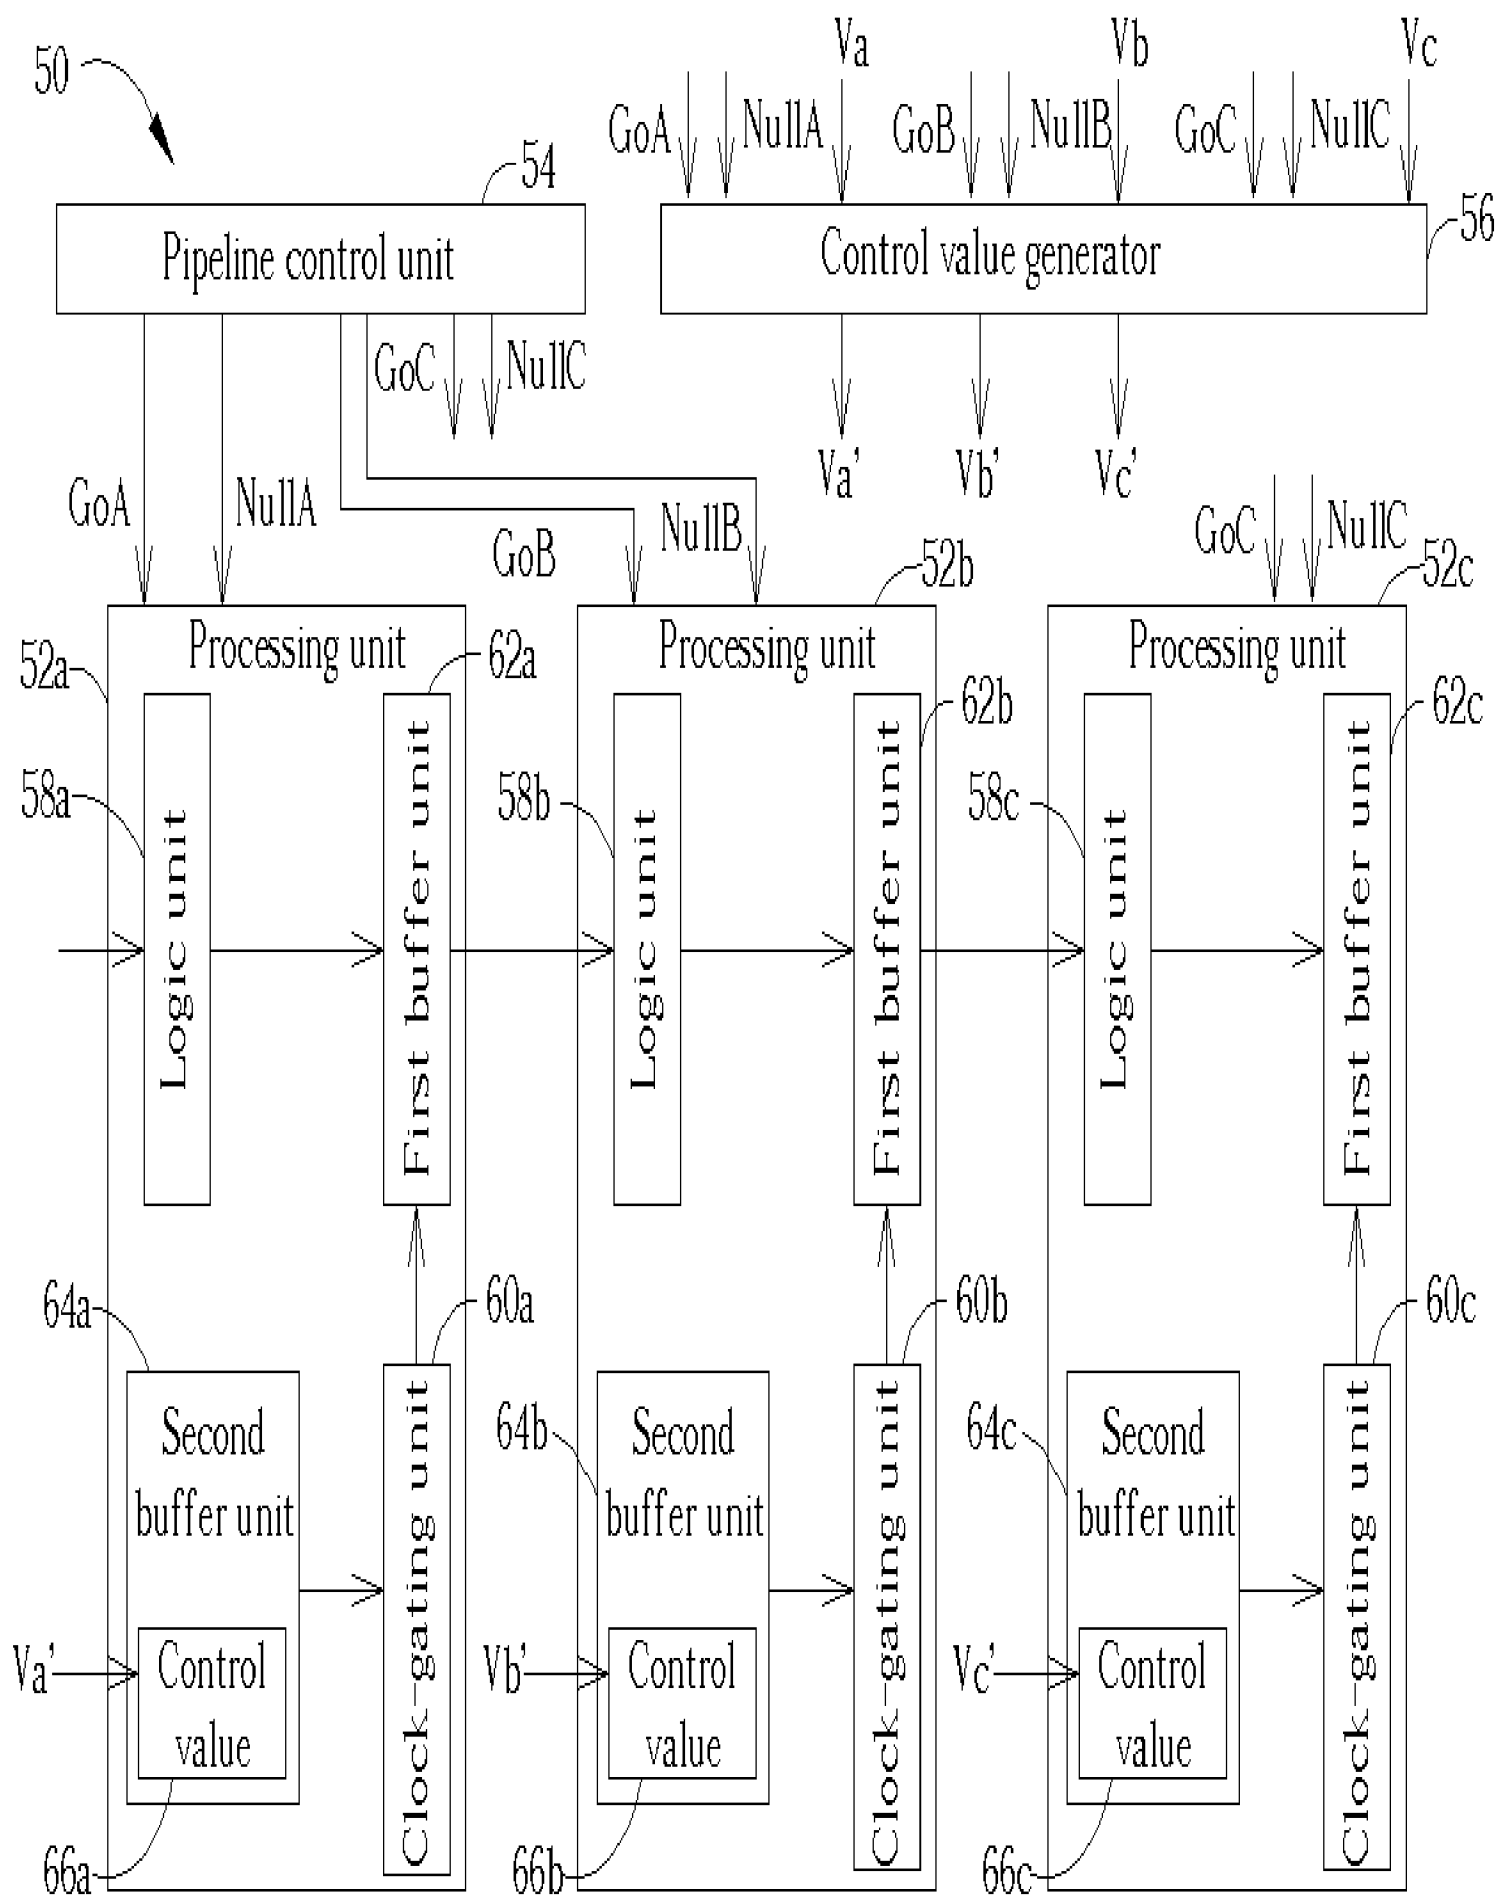 50
Va
Vb
Vc
GoA
NullA
GoB
NullB
GoC
NullC
54
56
Pipeline control unit
Control value generator
GoC
NullC
Va'
Vb'
Vc'
GoA
NullA
GoB
NullB
GoC
NullC
52a
52b
52c
Processing unit
Processing unit
Processing unit
62a
62b
62c
58a
58b
58c
Logic unit
First buffer unit
Logic unit
First buffer unit
Logic unit
First buffer unit
64a
60a
64b
60b
64c
60c
Second
buffer unit
Second
buffer unit
Second
buffer unit
Clock-gating unit
Clock-gating unit
Clock-gating unit
Va'
Control
value
Vb'
Control
value
Vc'
Control
value
66a
66b
66c